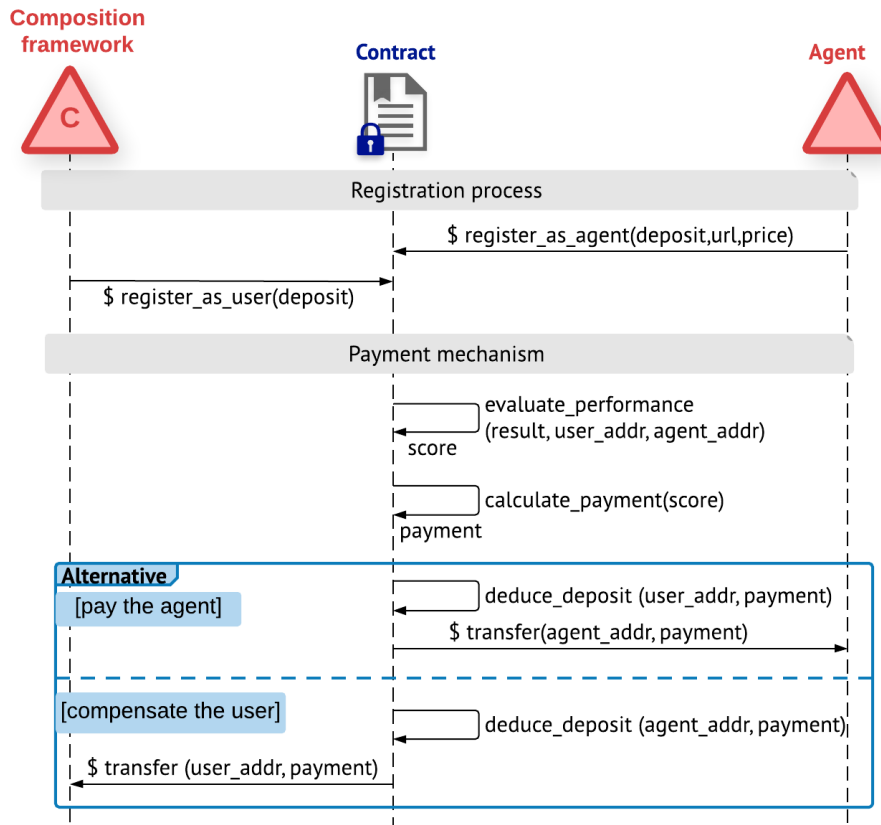 Composition
framework
Contract
Agent
C
Registration process
$ register_as_agent(deposit,url,price)
$ register_as_user(deposit)
Payment mechanism
evaluate_performance
(result, user_addr, agent_addr)
score
calculate_payment(score)
payment
Alternative
[pay the agent]
deduce_deposit (user_addr, payment)
$ transfer(agent_addr, payment)
[compensate the user]
deduce_deposit (agent_addr, payment)
$ transfer (user_addr, payment)